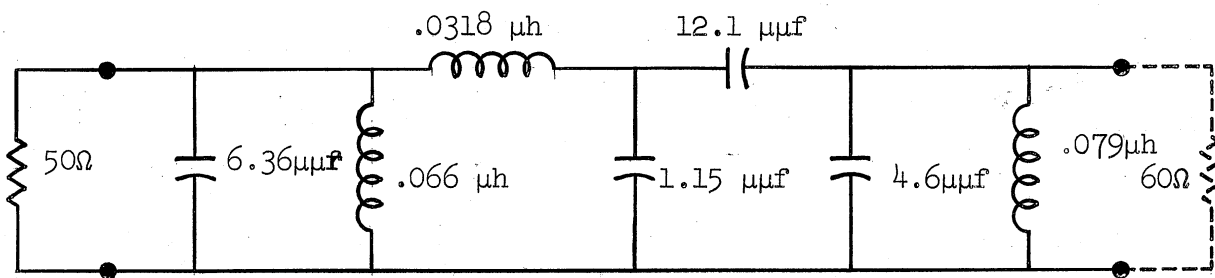 .0318 μh
12.1 μμf
50Ω
6.36μμf
.066 μh
1.15 μμf
4.6μμf
.079μh
60Ω